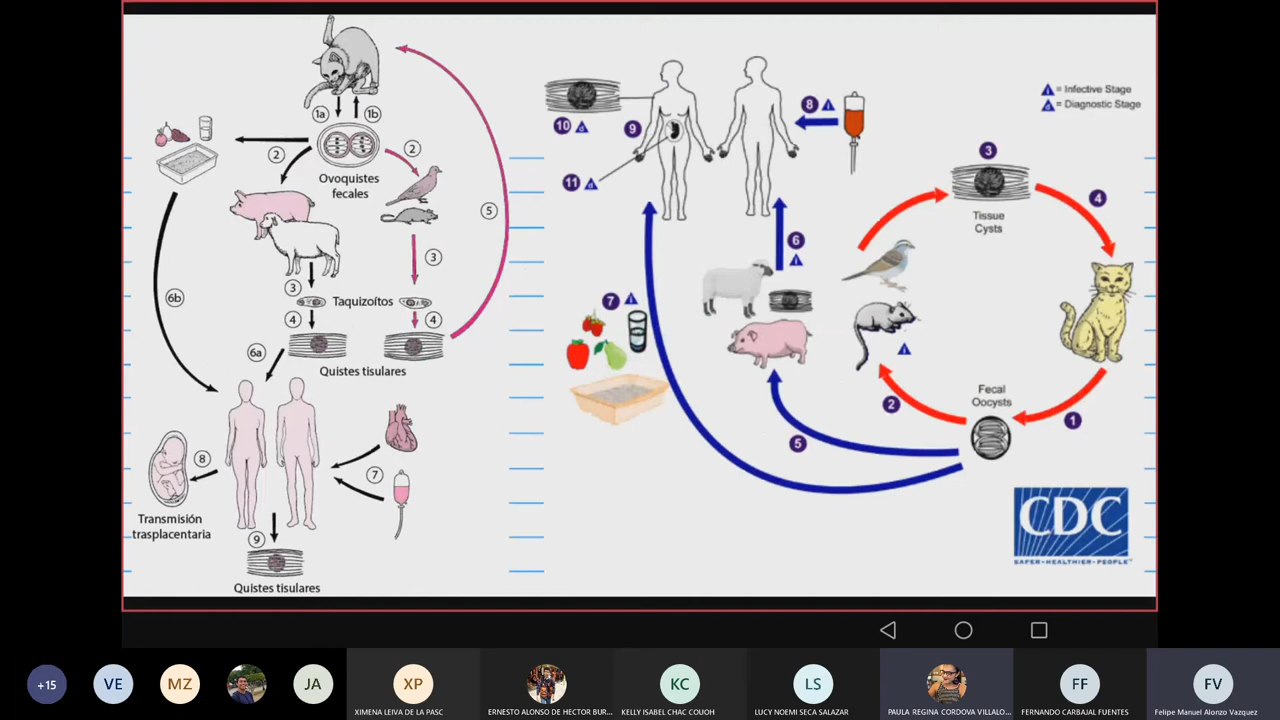 1a
1b
2
2
Ovoquistes
fecales
5
3
3
Taquizoítos
4
4
6b
6a
Quistes tisulares
8
7
Transmisión
trasplacentaria
9
Quistes tisulares
i = Infective Stage
d = Diagnostic Stage
8 i
10 d
9
11 d
3
Tissue
Cysts
4
6
i
7 i
i
Fecal
Oocysts
2
1
5
CDC
SAFER•HEALTHIER•PEOPLE™
+15
VE
MZ
JA
XP
KC
LS
FF
FV
XIMENA LEIVA DE LA PASC
ERNESTO ALONSO DE HECTOR BUR...
KELLY ISABEL CHAC COUOH
LUCY NOEMI SECA SALAZAR
PAULA REGINA CORDOVA VILLALO...
FERNANDO CARBAJAL FUENTES
Felipe Manuel Alonzo Vazquez